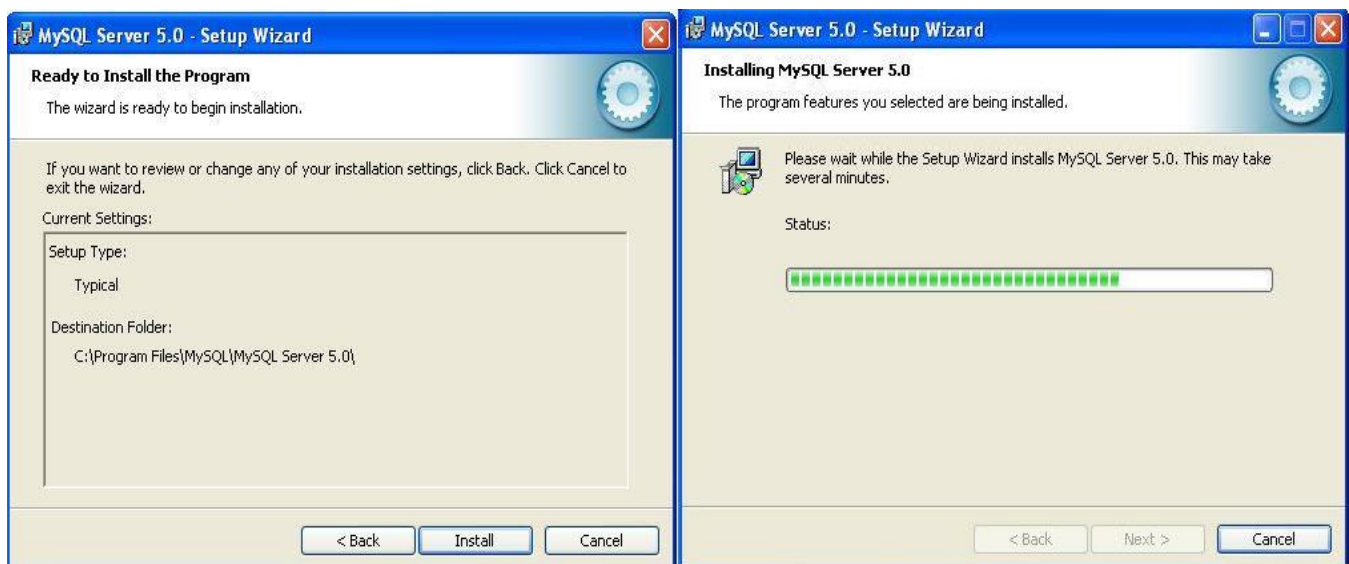 MySQL Server 5.0 - Setup Wizard
Ready to Install the Program
The wizard is ready to begin installation.
If you want to review or change any of your installation settings, click Back. Click Cancel to
exit the wizard.
Current Settings:
Setup Type:
Typical
Destination Folder:
C:\Program Files\MySQL\MySQL Server 5.0\
< Back
Install
Cancel
MySQL Server 5.0 - Setup Wizard
Installing MySQL Server 5.0
The program features you selected are being installed.
Please wait while the Setup Wizard installs MySQL Server 5.0. This may take
several minutes.
Status:
< Back
Next >
Cancel